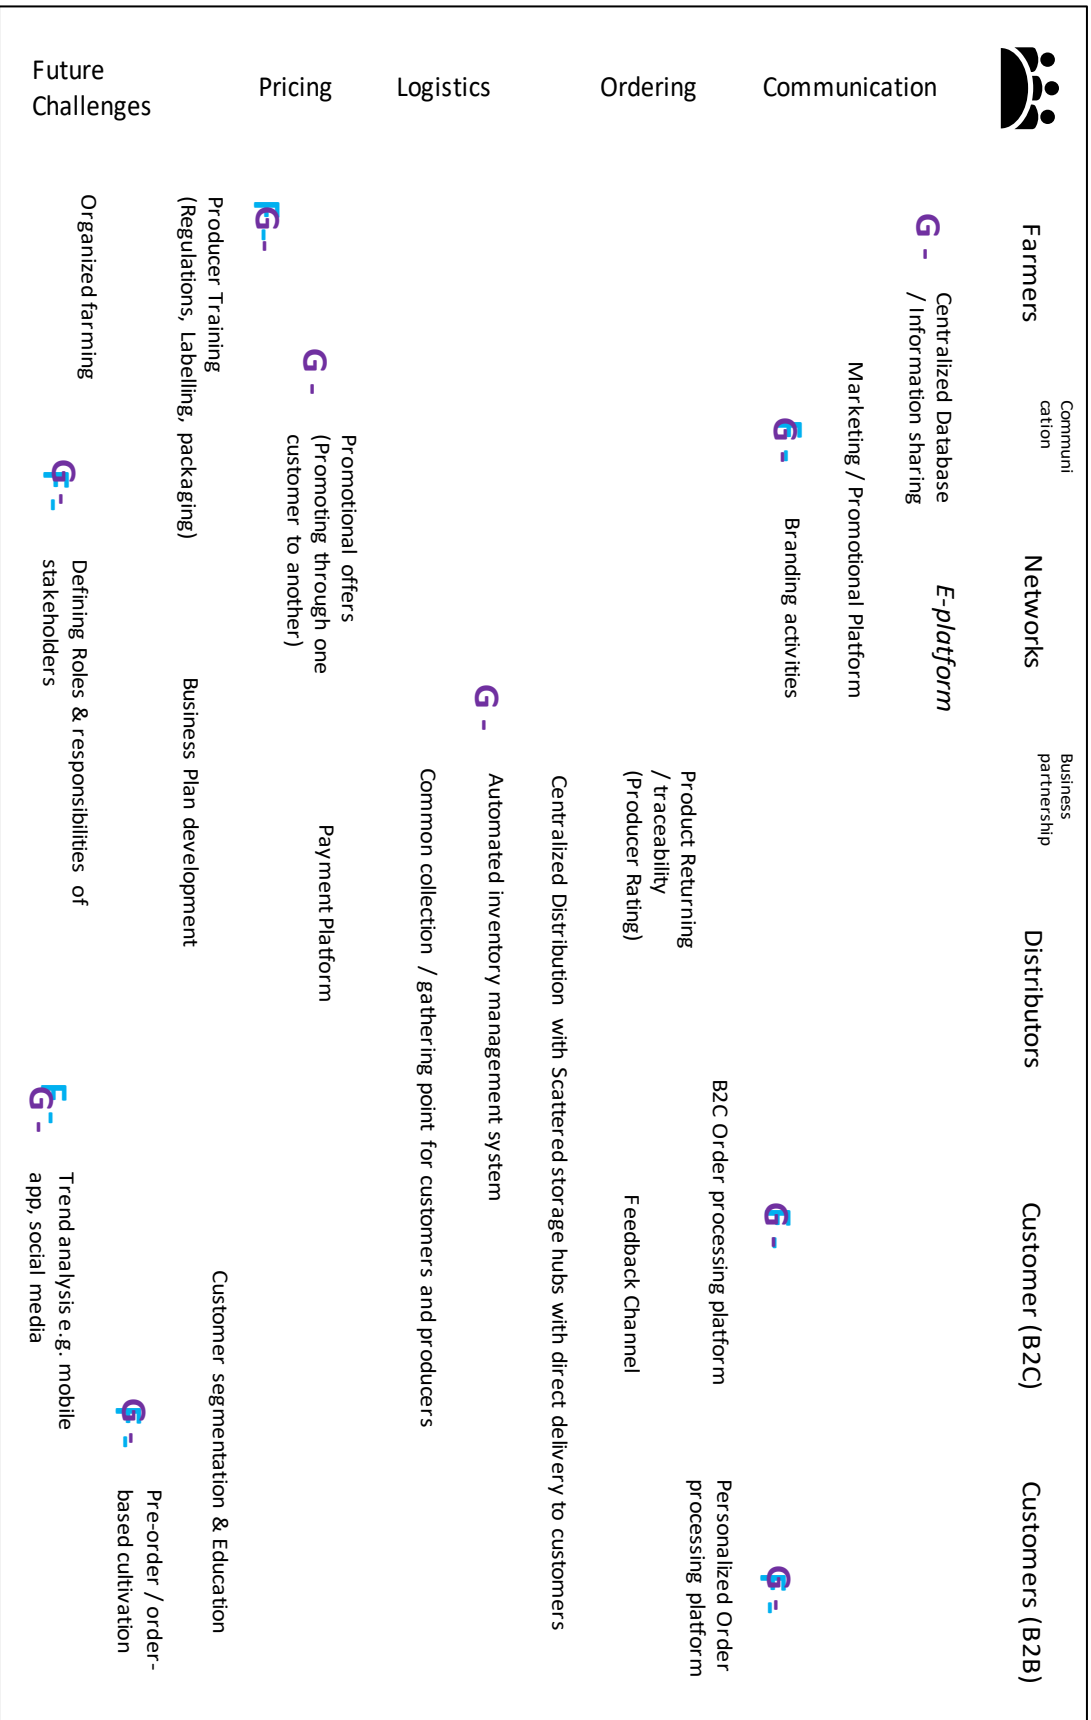 Farmers
Communi
cation
Networks
Business
partnership
Distributors
Customer (B2C)
Customers (B2B)
Communication
G -
Centralized Database
/ Information sharing
E-platform
Marketing / Promotional Platform
F -
G -
Branding activities
F -
G -
F -
G -
Ordering
Product Returning
/ traceability
(Producer Rating)
B2C Order processing platform
Feedback Channel
Personalized Order
processing platform
Logistics
Centralized Distribution with Scattered storage hubs with direct delivery to customers
G -
Automated inventory management system
Common collection / gathering point for customers and producers
Pricing
F -
G -
G -
Promotional offers
(Promoting through one
customer to another)
Payment Platform
Future
Challenges
Producer Training
(Regulations, Labelling, packaging)
Business Plan development
Customer segmentation & Education
Organized farming
F -
G -
Defining Roles & responsibilities of
stakeholders
F -
G -
Trend analysis e.g. mobile
app, social media
F -
G -
Pre-order / order-
based cultivation